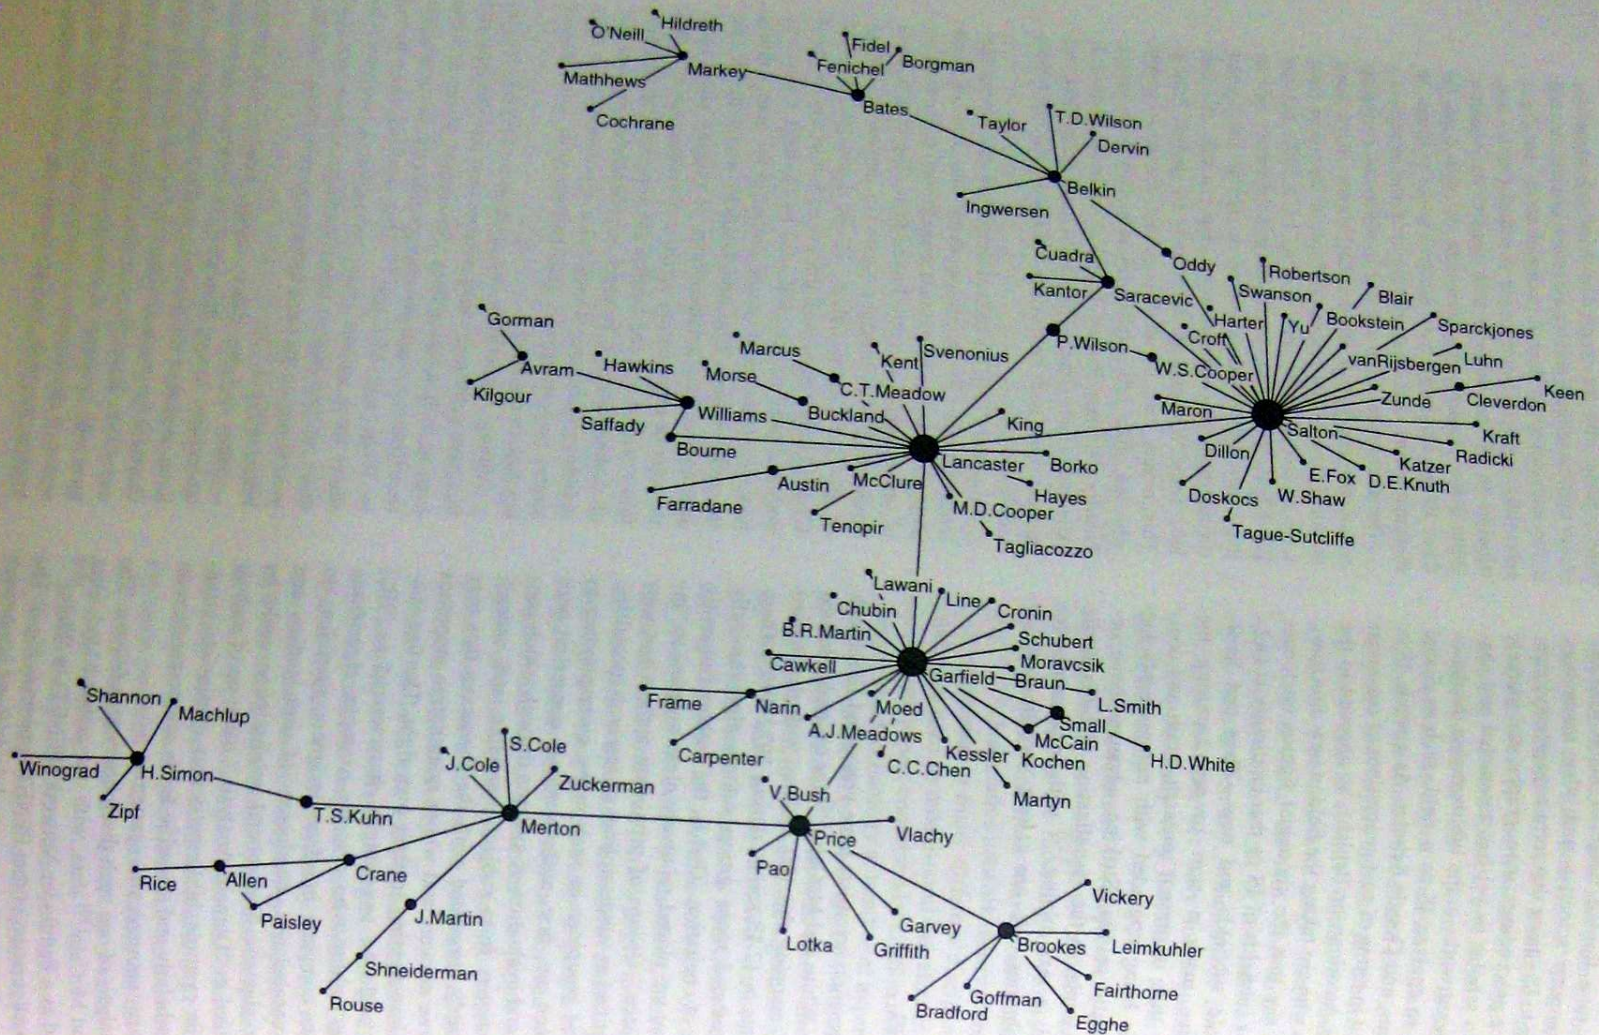 O'Neill
Hildreth
Mathhews
Markey
Cochrane
Fidel
Fenichel
Borgman
Bates
Taylor
T.D.Wilson
Dervin
Belkin
Ingwersen
Cuadra
Kantor
Saracevic
Oddy
Robertson
Swanson
Blair
Harter
Yu
Bookstein
Sparckjones
Croff
P.Wilson
W.S.Cooper
vanRijsbergen
Luhn
Zunde
Cleverdon
Keen
Maron
Salton
Kraft
Dillon
Katzer
Radicki
E.Fox
D.E.Knuth
Doskocs
W.Shaw
Tague-Sutcliffe
Gorman
Avram
Kilgour
Hawkins
Marcus
Morse
Kent
Svenonius
C.T.Meadow
Saffady
Williams
Buckland
King
Bourne
Lancaster
Borko
Austin
McClure
Hayes
Farradane
Tenopir
M.D.Cooper
Tagliacozzo
Lawani
Chubin
Line
Cronin
B.R.Martin
Schubert
Cawkell
Moravcsik
Garfield
Braun
Frame
Narin
Moed
L.Smith
A.J.Meadows
Small
McCain
Carpenter
Kessler
Kochen
H.D.White
C.C.Chen
Martyn
Shannon
Machlup
Winograd
H.Simon
Zipf
S.Cole
J.Cole
Zuckerman
T.S.Kuhn
Merton
V.Bush
Price
Vlachy
Rice
Allen
Crane
Pao
Paisley
J.Martin
Lotka
Garvey
Griffith
Shneiderman
Rouse
Vickery
Brookes
Leimkuhler
Fairthorne
Goffman
Bradford
Egghe